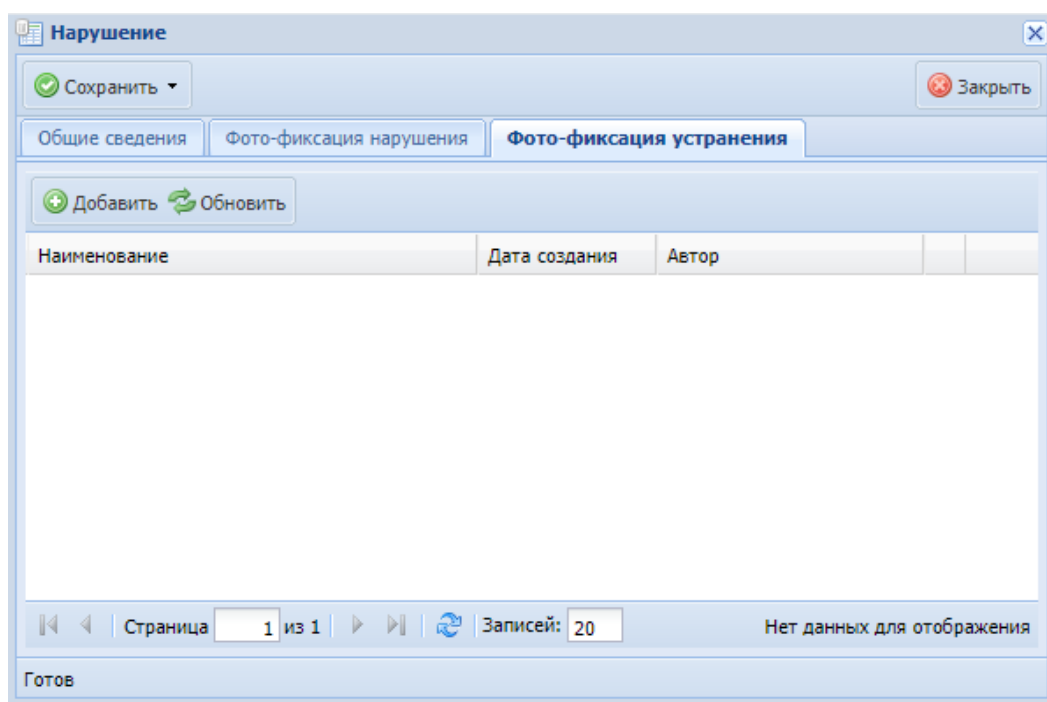 Нарушение
Сохранить Закрыть
Общие сведения Фото-фиксация нарушения Фото-фиксация устранения
Добавить Обновить
Наименование Дата создания Автор
Страница 1 из 1 Записей: 20 Нет данных для отображения
Готов